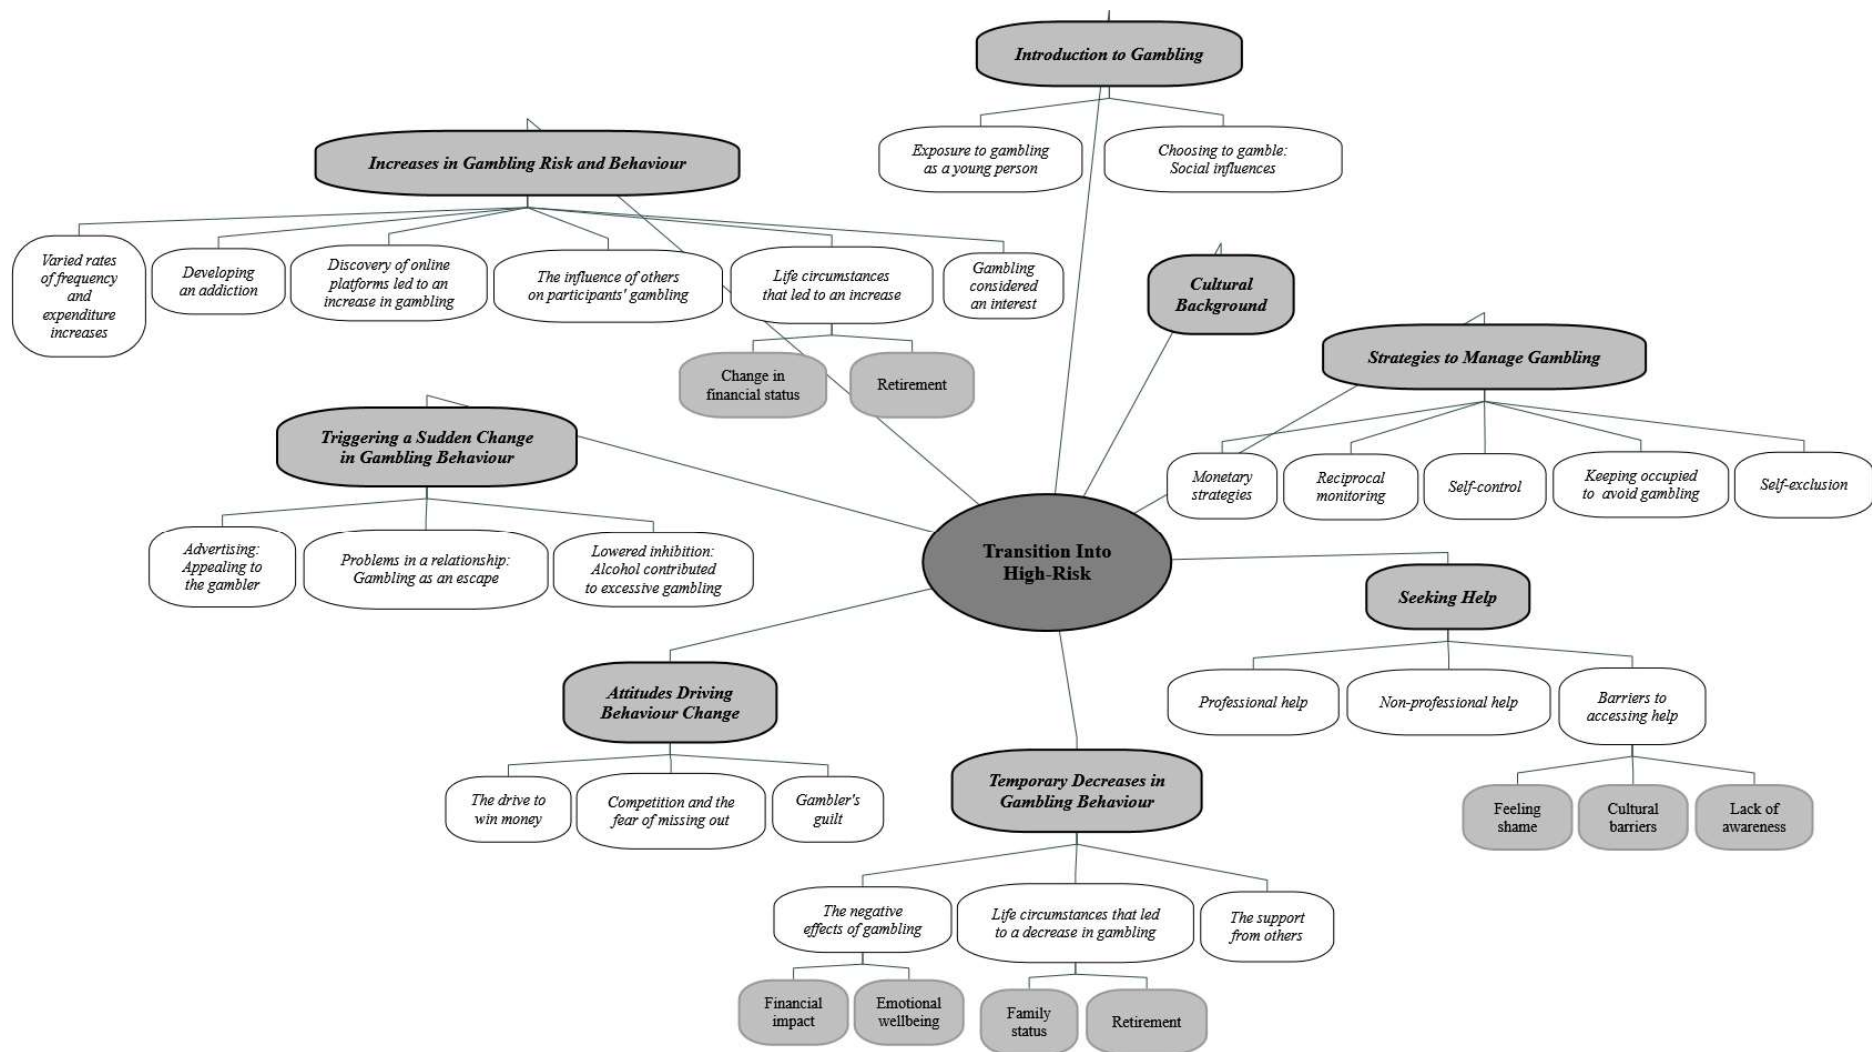 Introduction to Gambling
Exposure to gambling
as a young person
Choosing to gamble:
Social influences
Increases in Gambling Risk and Behaviour
Varied rates
of frequency
and
expenditure
increases
Developing
an addiction
Discovery of online
platforms led to an
increase in gambling
The influence of others
on participants' gambling
Life circumstances
that led to an increase
Gambling
considered
an interest
Change in
financial status
Retirement
Cultural
Background
Strategies to Manage Gambling
Monetary
strategies
Reciprocal
monitoring
Self-control
Keeping occupied
to avoid gambling
Self-exclusion
Triggering a Sudden Change
in Gambling Behaviour
Advertising:
Appealing to
the gambler
Problems in a relationship:
Gambling as an escape
Lowered inhibition:
Alcohol contributed
to excessive gambling
Transition Into
High-Risk
Seeking Help
Professional help
Non-professional help
Barriers to
accessing help
Feeling
shame
Cultural
barriers
Lack of
awareness
Attitudes Driving
Behaviour Change
The drive to
win money
Competition and the
fear of missing out
Gambler's
guilt
Temporary Decreases in
Gambling Behaviour
The negative
effects of gambling
Life circumstances that led
to a decrease in gambling
The support
from others
Financial
impact
Emotional
wellbeing
Family
status
Retirement